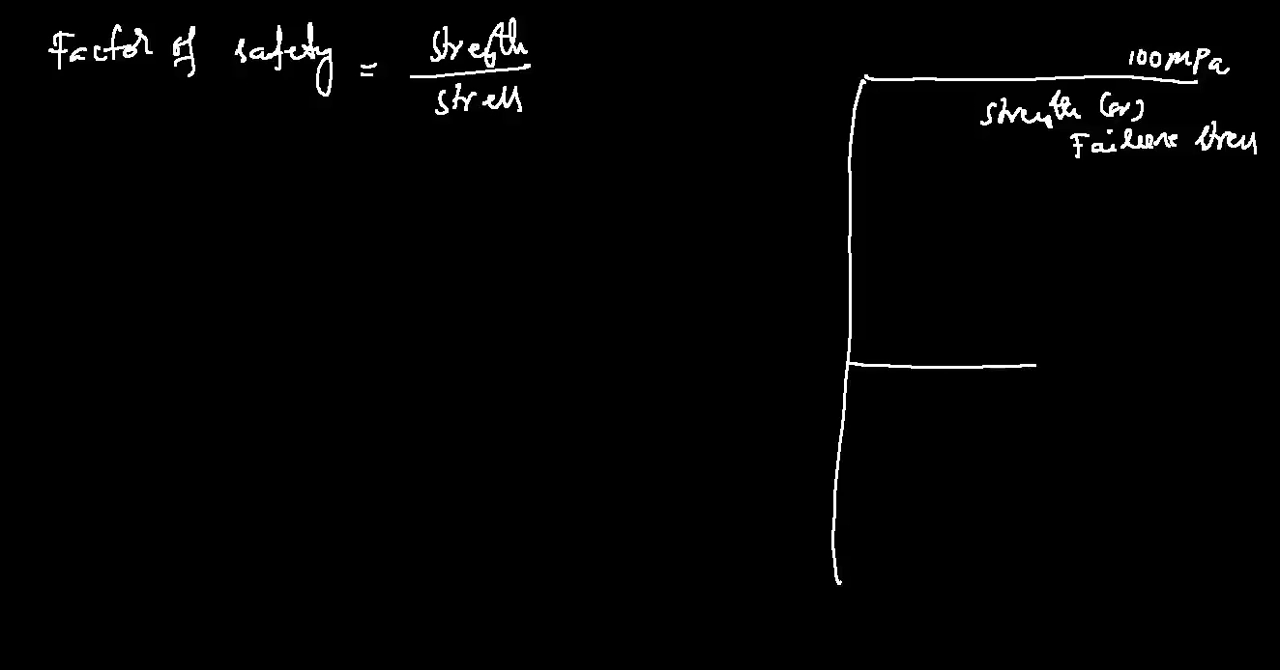 Factor of safety = Strength / stress
100 MPa
Strength (or)
Failure stress